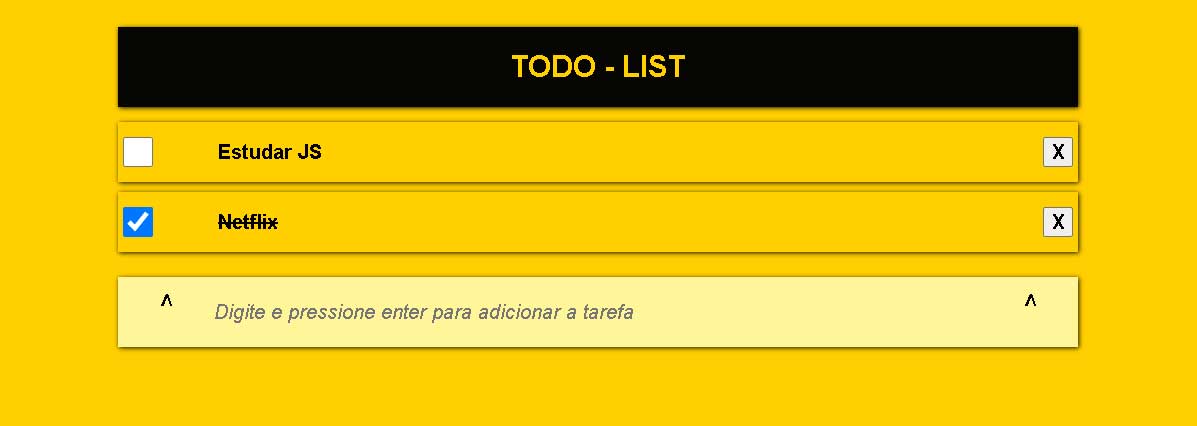 TODO - LIST
Estudar JS X
Netflix X
^ Digite e pressione enter para adicionar a tarefa ^